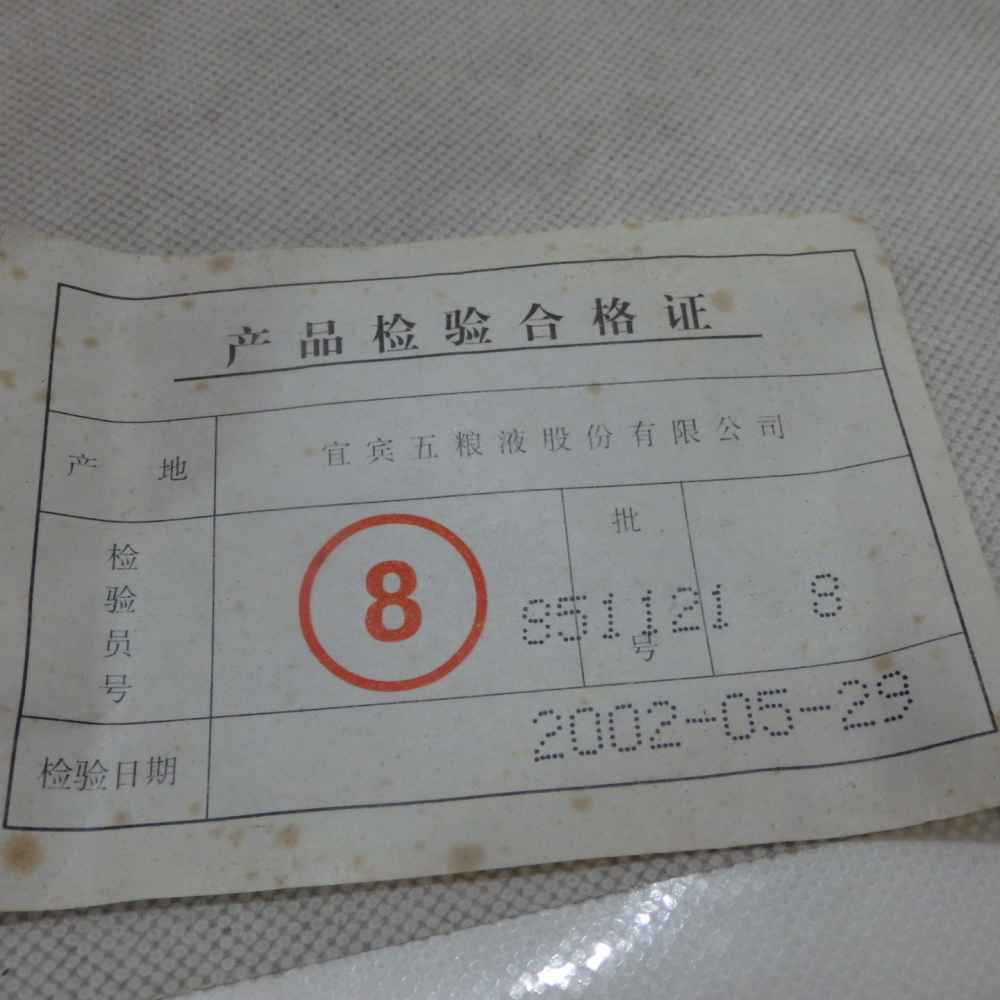 产品检验合格证
产地 宜宾五粮液股份有限公司
检验员号 8 批号 851121 8
检验日期 2002-05-29